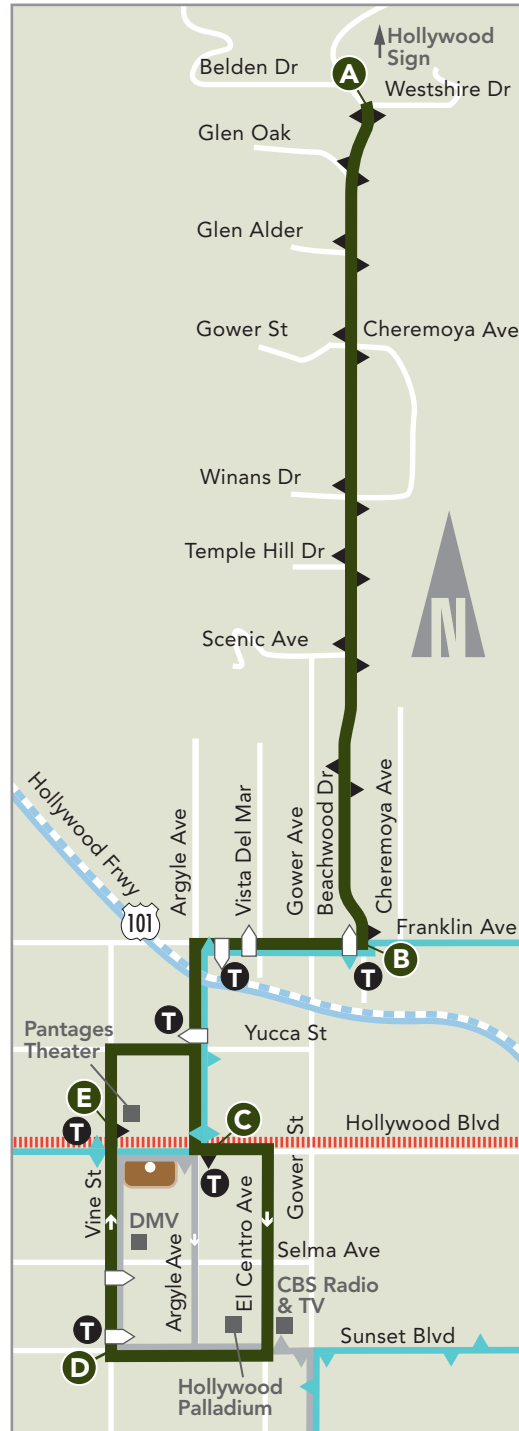 Hollywood
Sign
Belden Dr
A
Westshire Dr
Glen Oak
Glen Alder
Gower St
Cheremoya Ave
Winans Dr
Temple Hill Dr
N
Scenic Ave
Hollywood Frwy
101
Argyle Ave
Vista Del Mar
Gower Ave
Beachwood Dr
Cheremoya Ave
Franklin Ave
B
T
T
T
Yucca St
Pantages
Theater
E
C
T
Hollywood Blvd
T
Vine St
DMV
Argyle Ave
El Centro Ave
Gower St
Selma Ave
CBS Radio
& TV
T
Sunset Blvd
D
Hollywood
Palladium